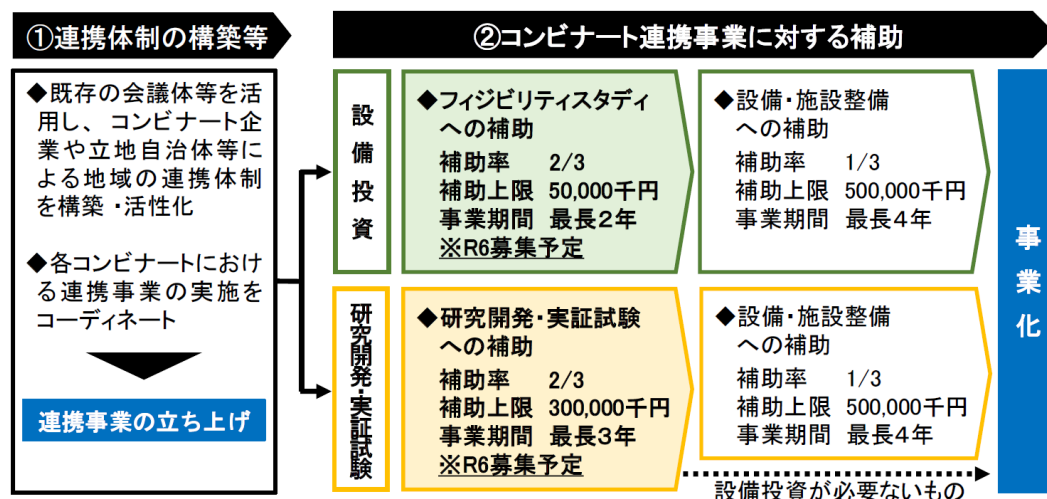 ①連携体制の構築等
◆既存の会議体等を活
用し、コンビナート企
業や立地自治体等に
よる地域の連携体制
を構築・活性化
◆各コンビナートにおけ
る連携事業の実施を
コーディネート
連携事業の立ち上げ
②コンビナート連携事業に対する補助
設備投資
◆フィジビリティスタディ
への補助
補助率 2/3
補助上限 50,000千円
事業期間 最長2年
※R6募集予定
◆設備・施設整備
への補助
補助率 1/3
補助上限 500,000千円
事業期間 最長4年
研究開発・実証試験
◆研究開発・実証試験
への補助
補助率 2/3
補助上限 300,000千円
事業期間 最長3年
※R6募集予定
◆設備・施設整備
への補助
補助率 1/3
補助上限 500,000千円
事業期間 最長4年
設備投資が必要ないもの
事業化